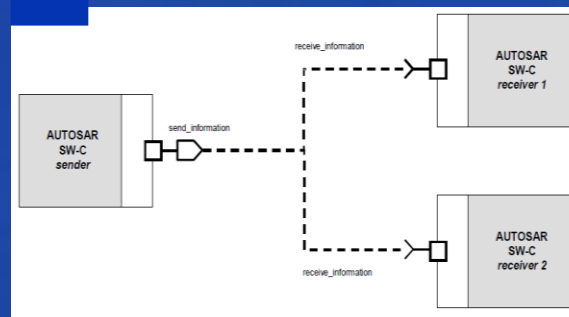 receive_information
AUTOSAR
SW-C
receiver 1
send_information
AUTOSAR
SW-C
sender
AUTOSAR
SW-C
receiver 2
receive_information